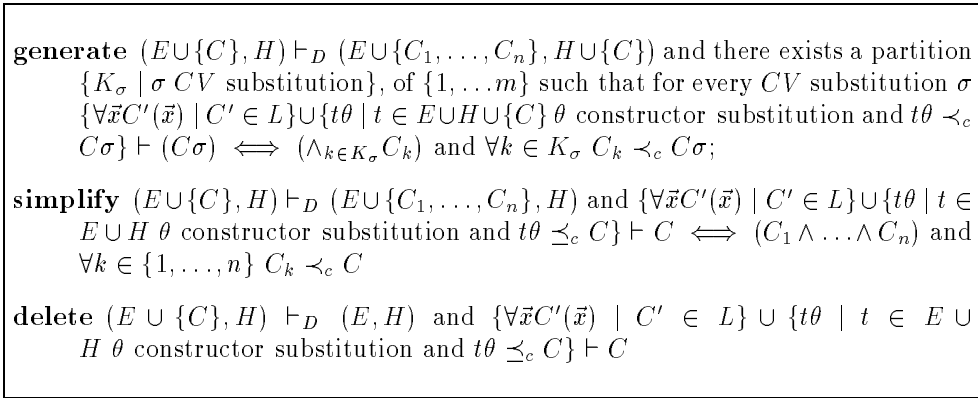 generate (E∪{C}, H) ⊢_D (E∪{C_1, . . . , C_n}, H∪{C}) and there exists a partition
{K_σ | σ CV substitution}, of {1, . . . m} such that for every CV substitution σ
{∀x⃗C′(x⃗) | C′ ∈ L}∪{tθ | t ∈ E∪H∪{C} θ constructor substitution and tθ ≺_c
Cσ} ⊢ (Cσ) ⟺ (∧_{k∈K_σ} C_k) and ∀k ∈ K_σ C_k ≺_c Cσ;
simplify (E∪{C}, H) ⊢_D (E∪{C_1, . . . , C_n}, H) and {∀x⃗C′(x⃗) | C′ ∈ L}∪{tθ | t ∈
E ∪ H θ constructor substitution and tθ ⪯_c C} ⊢ C ⟺ (C_1 ∧ . . . ∧ C_n) and
∀k ∈ {1, . . . , n} C_k ≺_c C
delete (E ∪ {C}, H) ⊢_D (E, H) and {∀x⃗C′(x⃗) | C′ ∈ L} ∪ {tθ | t ∈ E ∪
H θ constructor substitution and tθ ⪯_c C} ⊢ C